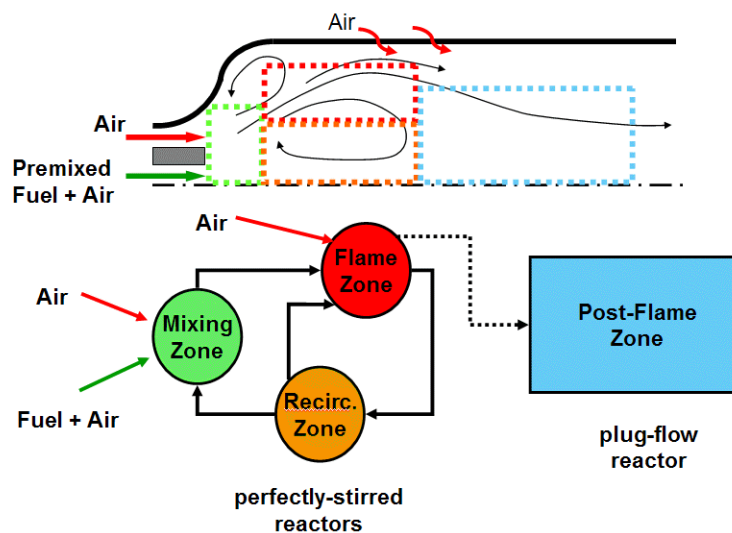 Air
Air
Premixed
Fuel + Air
Air
Flame
Zone
Air
Mixing
Zone
Post-Flame
Zone
Fuel + Air
Recirc.
Zone
plug-flow
reactor
perfectly-stirred
reactors